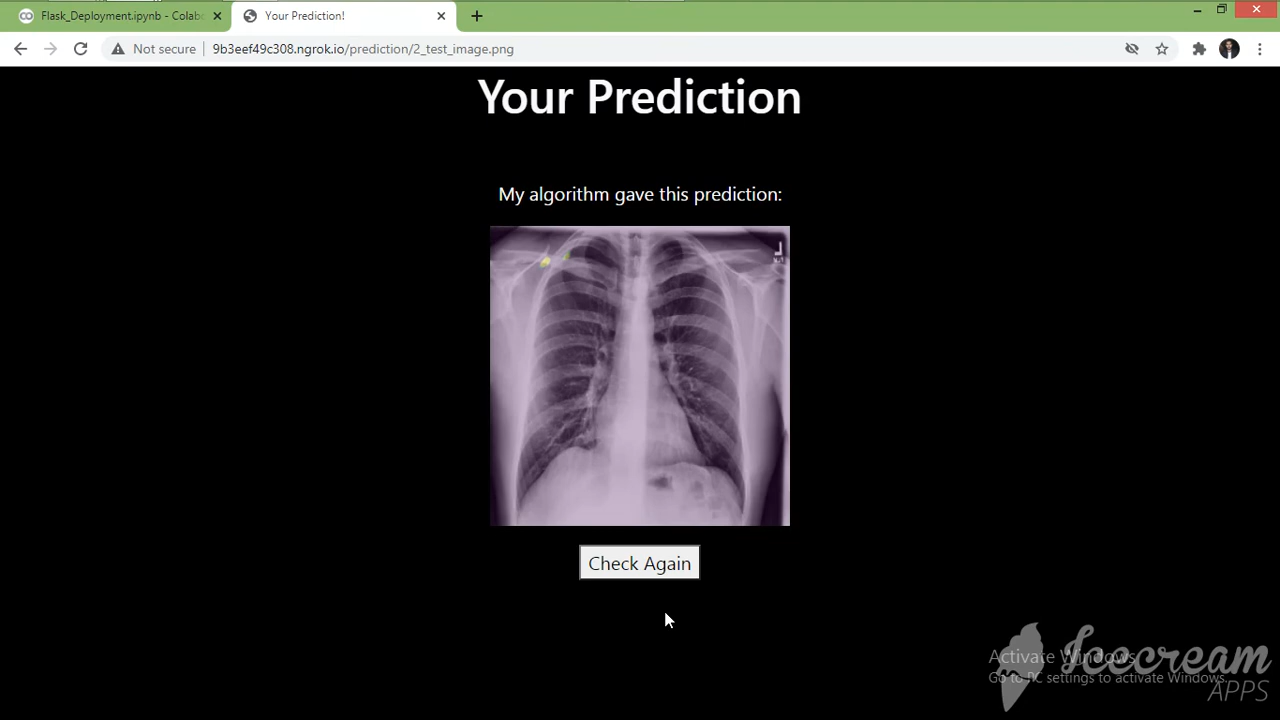 Flask_Deployment.ipynb - Colab
Your Prediction!
Not secure
9b3eef49c308.ngrok.io/prediction/2_test_image.png
Your Prediction
My algorithm gave this prediction:
L
Check Again
Activate Windows
Go to PC settings to activate Windows.
Icecream
APPS